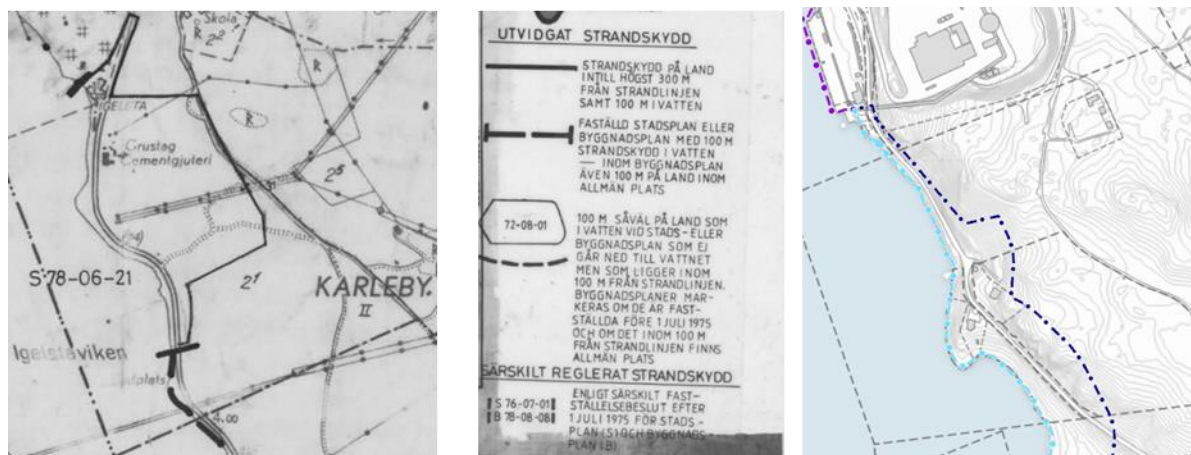 Skola
2²
R
R
R
IGELSTA
Grustag
Cementgjuteri
2⁵
S 78-06-21
2¹
KARLEBY.
II
Igelstaviken
4.00
UTVIDGAT STRANDSKYDD
STRANDSKYDD PÅ LAND
INTILL HÖGST 300 M
FRÅN STRANDLINJEN
SAMT 100 M I VATTEN
FASTÄLLD STADSPLAN ELLER
BYGGNADSPLAN MED 100 M
STRANDSKYDD I VATTEN
— INOM BYGGNADSPLAN
ÄVEN 100 M PÅ LAND INOM
ALLMÄN PLATS
72-08-01
100 M SÅVÄL PÅ LAND SOM
I VATTEN VID STADS- ELLER
BYGGNADSPLAN SOM EJ
GÅR NED TILL VATTNET
MEN SOM LIGGER INOM
100 M FRÅN STRANDLINJEN.
BYGGNADSPLANER MAR-
KERAS OM DE ÄR FAST-
STÄLLDA FÖRE 1 JULI 1975
OCH OM DET INOM 100 M
FRÅN STRANDLINJEN FINNS
ALLMÄN PLATS
SÄRSKILT REGLERAT STRANDSKYDD
S 76-07-01
B 78-08-08
ENLIGT SÄRSKILT FAST-
STÄLLELSEBESLUT EFTER
1 JULI 1975 FÖR STADS-
PLAN (S) OCH BYGGNADS-
PLAN (B)